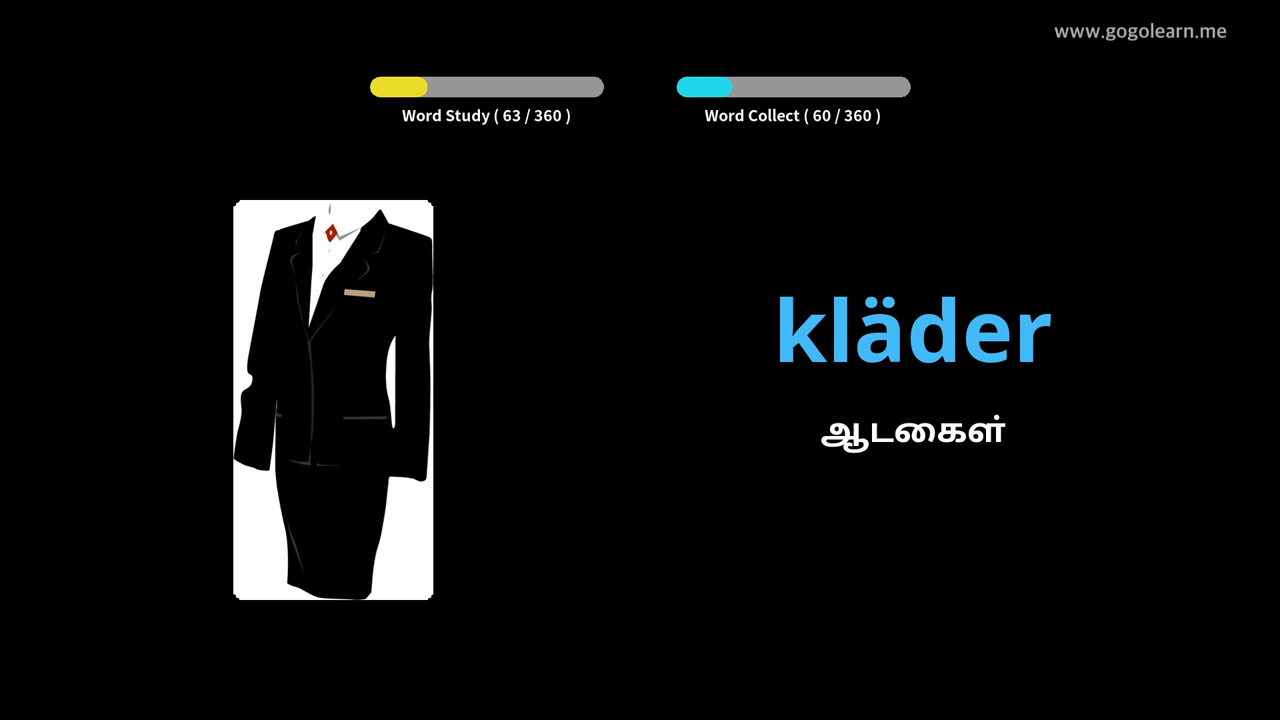 www.gogolearn.me
Word Study ( 63 / 360 )
Word Collect ( 60 / 360 )
kläder
ஆடைகள்